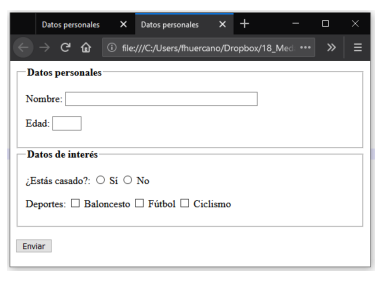 Datos personales Datos personales
file:///C:/Users/fhuercano/Dropbox/18_Med
Datos personales
Nombre:
Edad:
Datos de interés
¿Estás casado?: Sí No
Deportes: Baloncesto Fútbol Ciclismo
Enviar